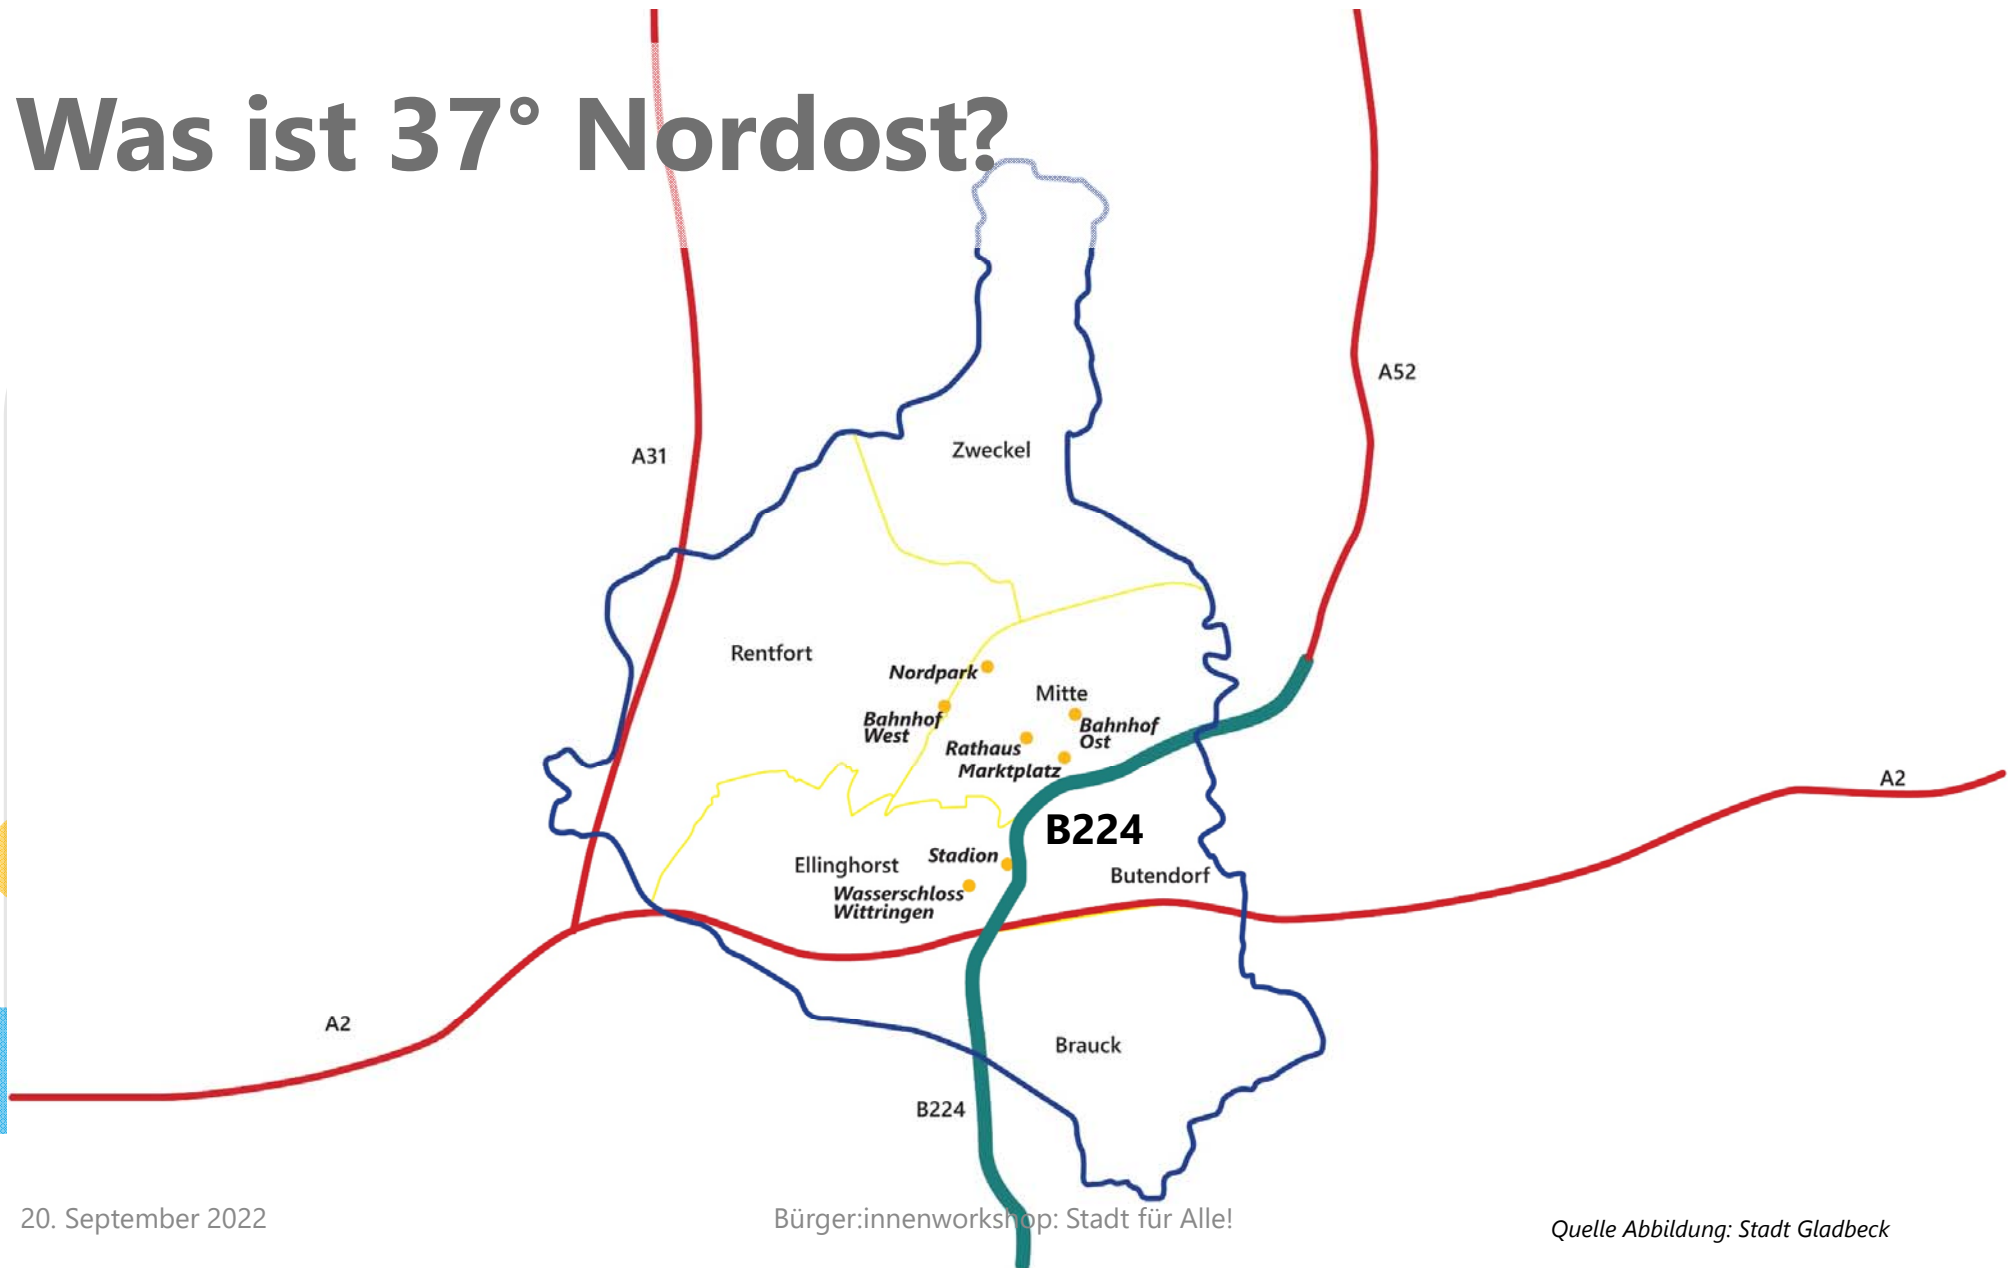 Was ist 37° Nordost?
A52
Zweckel
A31
Rentfort
Nordpark
Mitte
Bahnhof
West
Bahnhof
Ost
Rathaus
Marktplatz
A2
B224
Stadion
Ellinghorst
Butendorf
Wasserschloss
Wittringen
A2
Brauck
B224
20. September 2022
Bürger:innenworkshop: Stadt für Alle!
Quelle Abbildung: Stadt Gladbeck